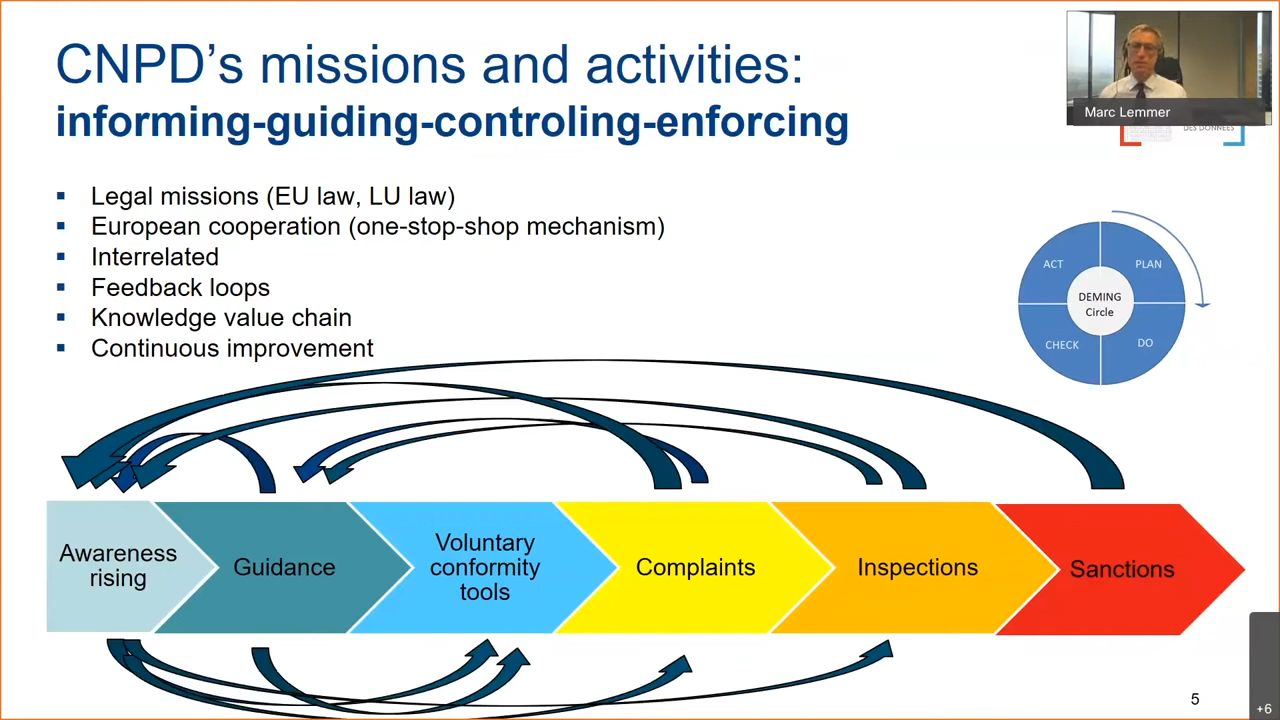 CNPD's missions and activities:
informing-guiding-controling-enforcing
Marc Lemmer
DES DONNÉES
▪ Legal missions (EU law, LU law)
▪ European cooperation (one-stop-shop mechanism)
▪ Interrelated
▪ Feedback loops
▪ Knowledge value chain
▪ Continuous improvement
ACT
PLAN
DEMING
Circle
CHECK
DO
Awareness
rising
Guidance
Voluntary
conformity
tools
Complaints
Inspections
Sanctions
5
+6